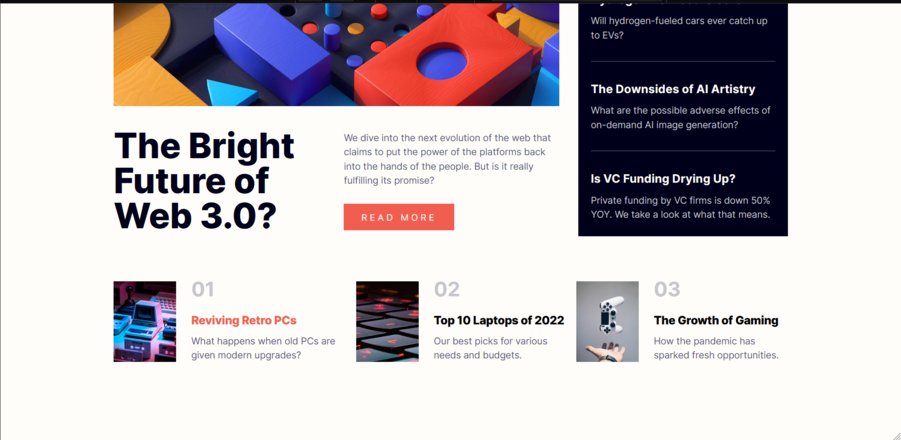 Will hydrogen-fueled cars ever catch up
to EVs?
The Downsides of AI Artistry
What are the possible adverse effects of
on-demand AI image generation?
Is VC Funding Drying Up?
Private funding by VC firms is down 50%
YOY. We take a look at what that means.
The Bright
Future of
Web 3.0?
We dive into the next evolution of the web that
claims to put the power of the platforms back
into the hands of the people. But is it really
fulfilling its promise?
READ MORE
01
Reviving Retro PCs
What happens when old PCs are
given modern upgrades?
02
Top 10 Laptops of 2022
Our best picks for various
needs and budgets.
03
The Growth of Gaming
How the pandemic has
sparked fresh opportunities.